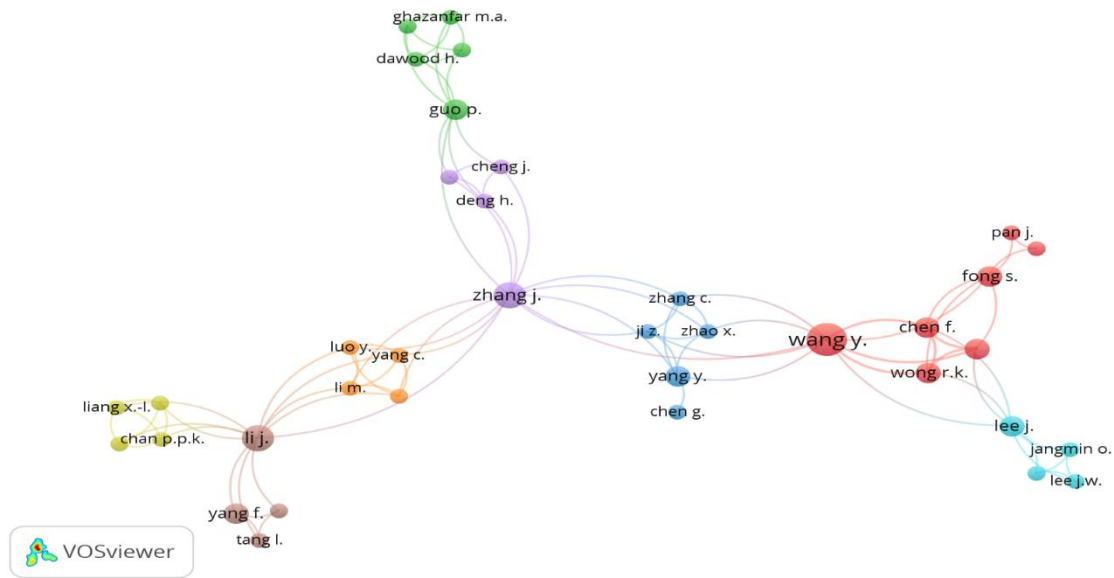 ghazanfar m.a.
dawood h.
guo p.
cheng j.
deng h.
pan j.
fong s.
zhang j.
zhang c.
ji z.
zhao x.
chen f.
wang y.
luo y.
yang c.
wong r.k.
yang y.
li m.
chen g.
liang x.-l.
chan p.p.k.
li j.
lee j.
jangmin o.
lee j.w.
yang f.
tang l.
VOSviewer